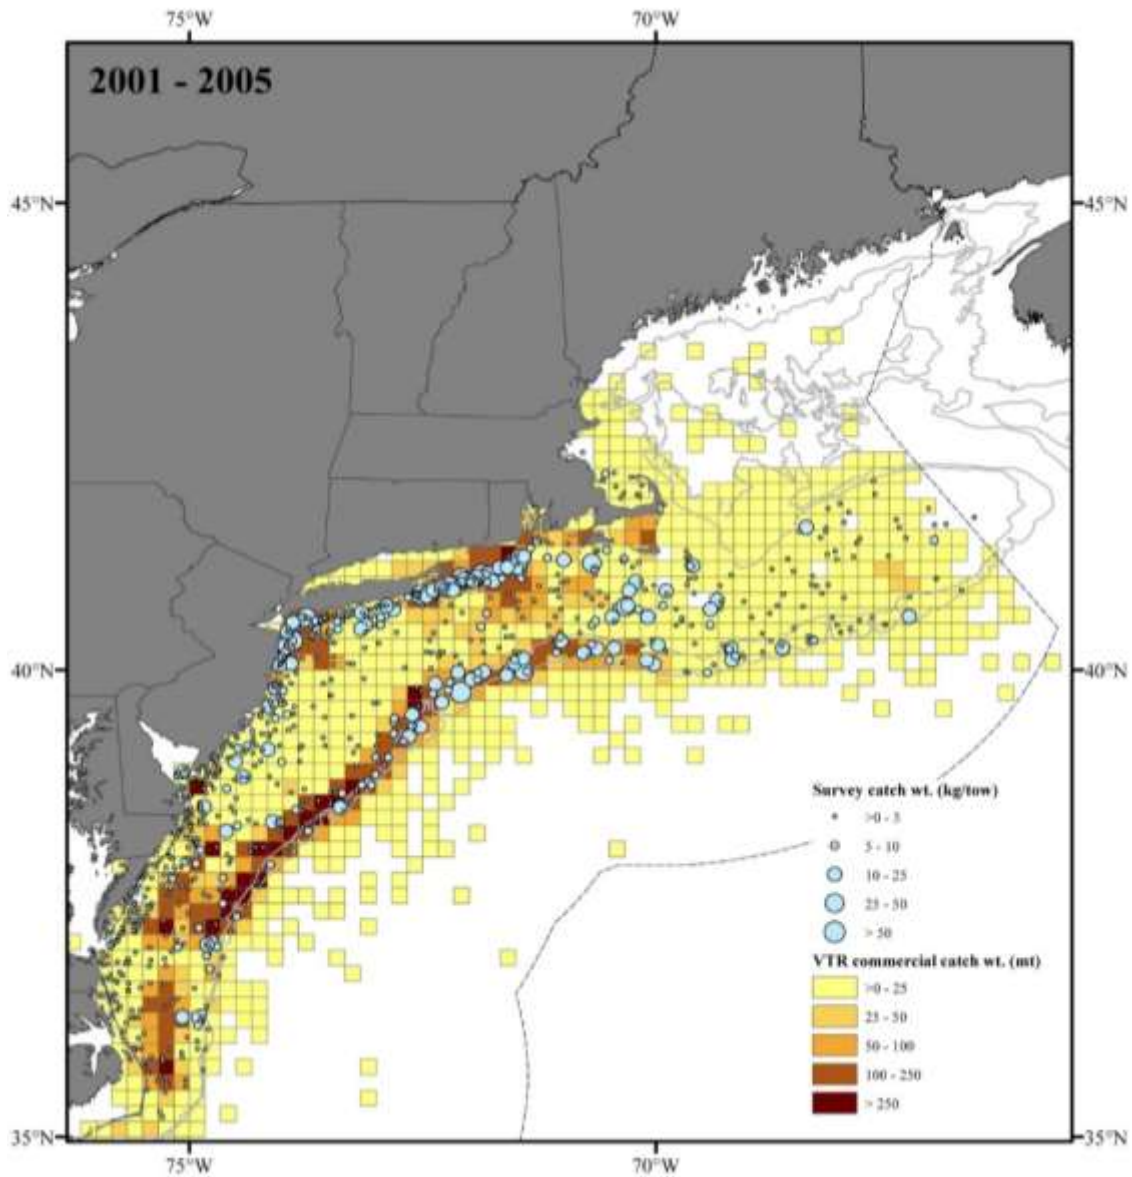 75°W 70°W
2001 - 2005
45°N 45°N
40°N 40°N
Survey catch wt. (kg/tow)
>0 - 5
5 - 10
10 - 25
25 - 50
> 50
VTR commercial catch wt. (mt)
>0 - 25
25 - 50
50 - 100
100 - 250
> 250
35°N 35°N
75°W 70°W